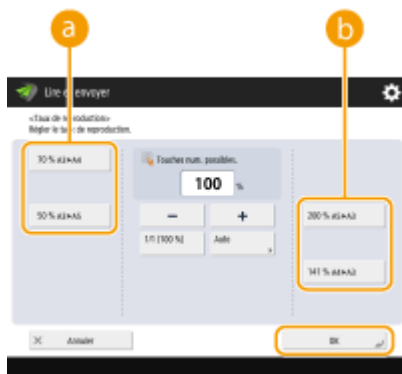 a
b
Lire et envoyer
<Taux de reproduction>
Régler le taux de reproduction.
70 % A3▶A4
Touches num. possibles.
100 %
50 % A3▶A5
−
+
200 % A5▶A3
1/1 (100 %)
Auto
141 % A4▶A3
× Annuler
OK